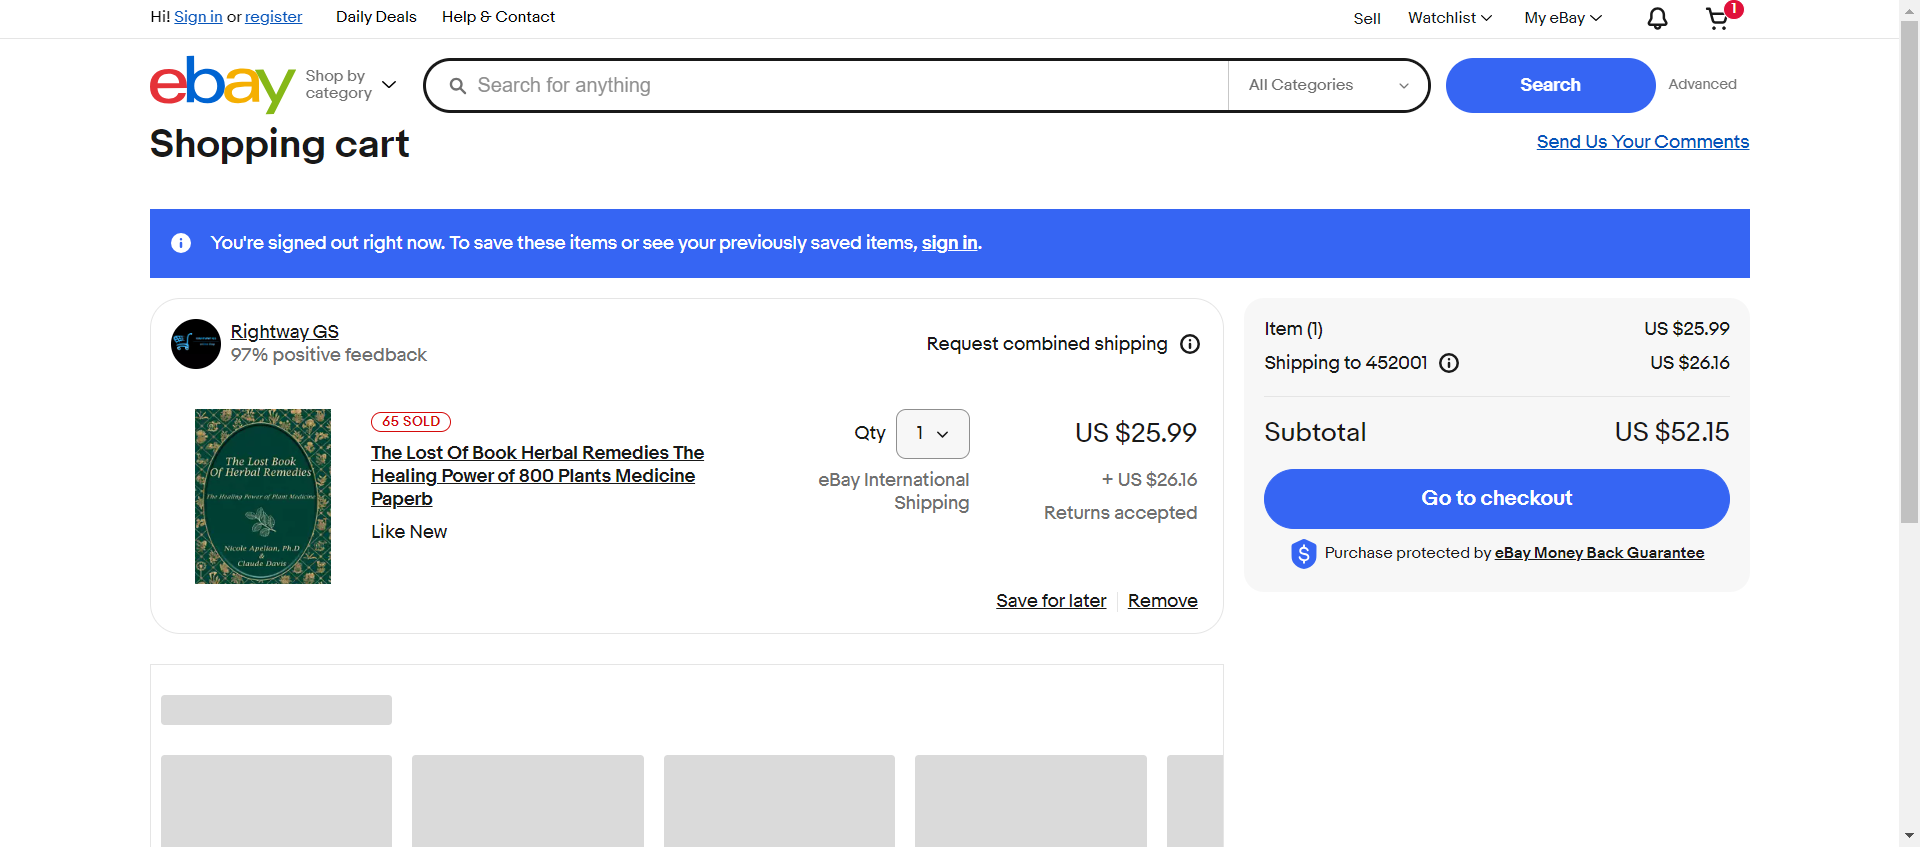 Hi! Sign in or register
Daily Deals
Help & Contact
Sell
Watchlist
My eBay
1
ebay
Shop by
category
Search for anything
All Categories
Search
Advanced
Shopping cart
Send Us Your Comments
You're signed out right now. To save these items or see your previously saved items, sign in.
Rightway GS
97% positive feedback
Request combined shipping
The Lost Book
Of Herbal Remedies
The Healing Power of Plant Medicine
Nicole Apelian, Ph.D
&
Claude Davis
65 SOLD
The Lost Of Book Herbal Remedies The
Healing Power of 800 Plants Medicine
Paperb
Like New
Qty
1
US $25.99
eBay International
Shipping
+ US $26.16
Returns accepted
Save for later
Remove
Item (1)
US $25.99
Shipping to 452001
US $26.16
Subtotal
US $52.15
Go to checkout
Purchase protected by eBay Money Back Guarantee